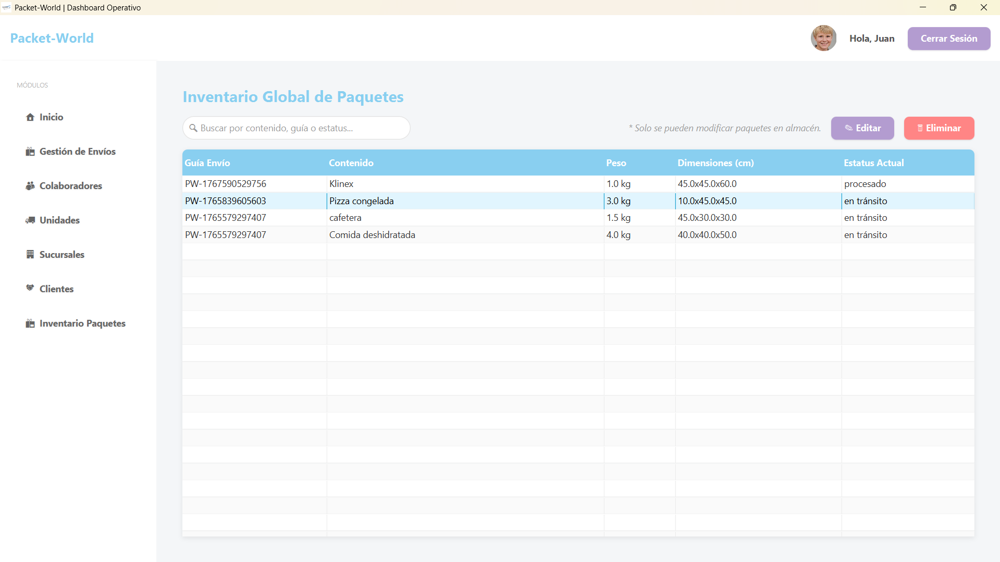 Packet-World | Dashboard Operativo
Packet-World
Hola, Juan
Cerrar Sesión
MÓDULOS
Inicio
Gestión de Envíos
Colaboradores
Unidades
Sucursales
Clientes
Inventario Paquetes
Inventario Global de Paquetes
Buscar por contenido, guía o estatus...
* Solo se pueden modificar paquetes en almacén.
Editar
Eliminar
Guía Envío Contenido Peso Dimensiones (cm) Estatus Actual
PW-1767590529756 Klinex 1.0 kg 45.0x45.0x60.0 procesado
PW-1765839605603 Pizza congelada 3.0 kg 10.0x45.0x45.0 en tránsito
PW-1765579297407 cafetera 1.5 kg 45.0x30.0x30.0 en tránsito
PW-1765579297407 Comida deshidratada 4.0 kg 40.0x40.0x50.0 en tránsito